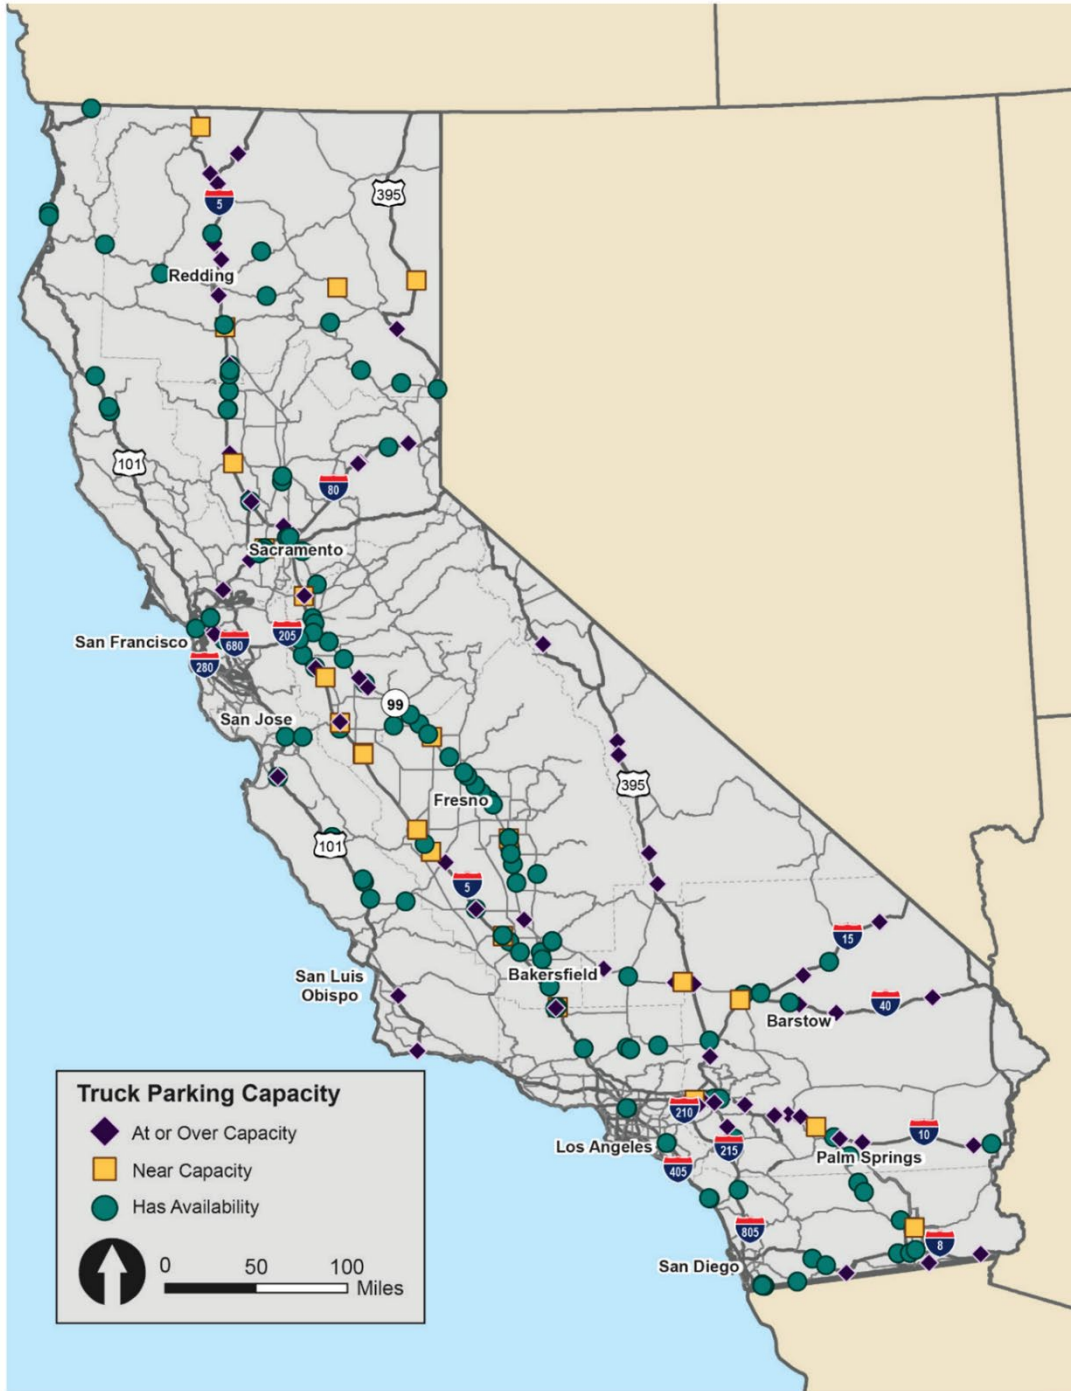 395
5
Redding
101
80
Sacramento
San Francisco
205
680
280
99
San Jose
395
Fresno
101
5
15
San Luis
Obispo
Bakersfield
40
Barstow
Truck Parking Capacity
At or Over Capacity
Near Capacity
Has Availability
0 50 100
Miles
210
10
Los Angeles
215
Palm Springs
405
805
8
San Diego